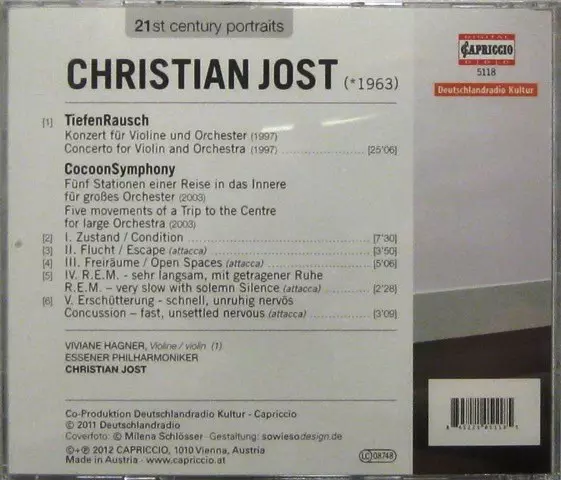 21st century portraits
CHRISTIAN JOST (*1963)
DIGITAL
CAPRICCIO
5118
Deutschlandradio Kultur
[1] TiefenRausch
Konzert für Violine und Orchester (1997)
Concerto for Violin and Orchestra (1997) [25'06]
CocoonSymphony
Fünf Stationen einer Reise in das Innere
für großes Orchester (2003)
Five movements of a Trip to the Centre
for large Orchestra (2003)
[2] I. Zustand / Condition [7'30]
[3] II. Flucht / Escape (attacca) [3'50]
[4] III. Freiräume / Open Spaces (attacca) [5'06]
[5] IV. R.E.M. - sehr langsam, mit getragener Ruhe
R.E.M. – very slow with solemn Silence (attacca) [2'28]
[6] V. Erschütterung - schnell, unruhig nervös
Concussion – fast, unsettled nervous (attacca) [3'09]
VIVIANE HAGNER, Violine / violin (1)
ESSENER PHILHARMONIKER
CHRISTIAN JOST
Co-Produktion Deutschlandradio Kultur - Capriccio
© 2011 Deutschlandradio
Coverfoto: © Milena Schlösser · Gestaltung: sowiesodesign.de
©+℗ 2012 CAPRICCIO, 1010 Vienna, Austria
Made in Austria · www.capriccio.at
LC 08748